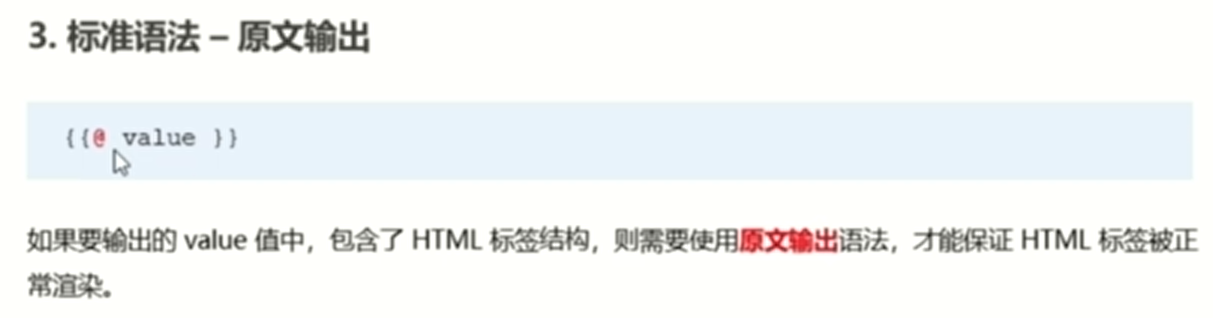 3. 标准语法 – 原文输出
{{@ value }}
如果要输出的 value 值中，包含了 HTML 标签结构，则需要使用原文输出语法，才能保证 HTML 标签被正
常渲染。